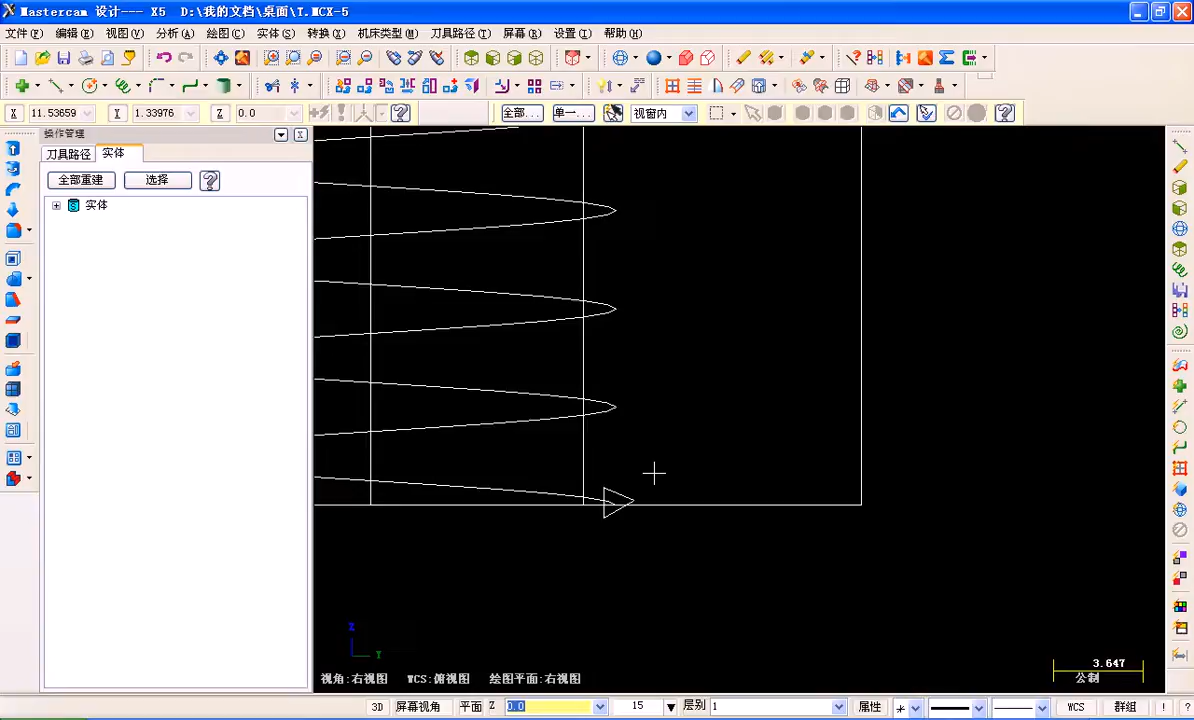 Mastercam 设计--- X5 D:\我的文档\桌面\T.MCX-5
文件(F) 编辑(E) 视图(V) 分析(A) 绘图(C) 实体(S) 转换(X) 机床类型(M) 刀具路径(T) 屏幕(R) 设置(I) 帮助(H)
X 11.53659 Y 1.33976 Z 0.0 全部... 单一... 视窗内
操作管理
刀具路径 实体
全部重建 选择
实体
Z
Y
3.647
公制
视角:右视图 WCS:俯视图 绘图平面:右视图
3D 屏幕视角 平面 Z 0.0 15 层别 1 属性 WCS 群组 ! ?